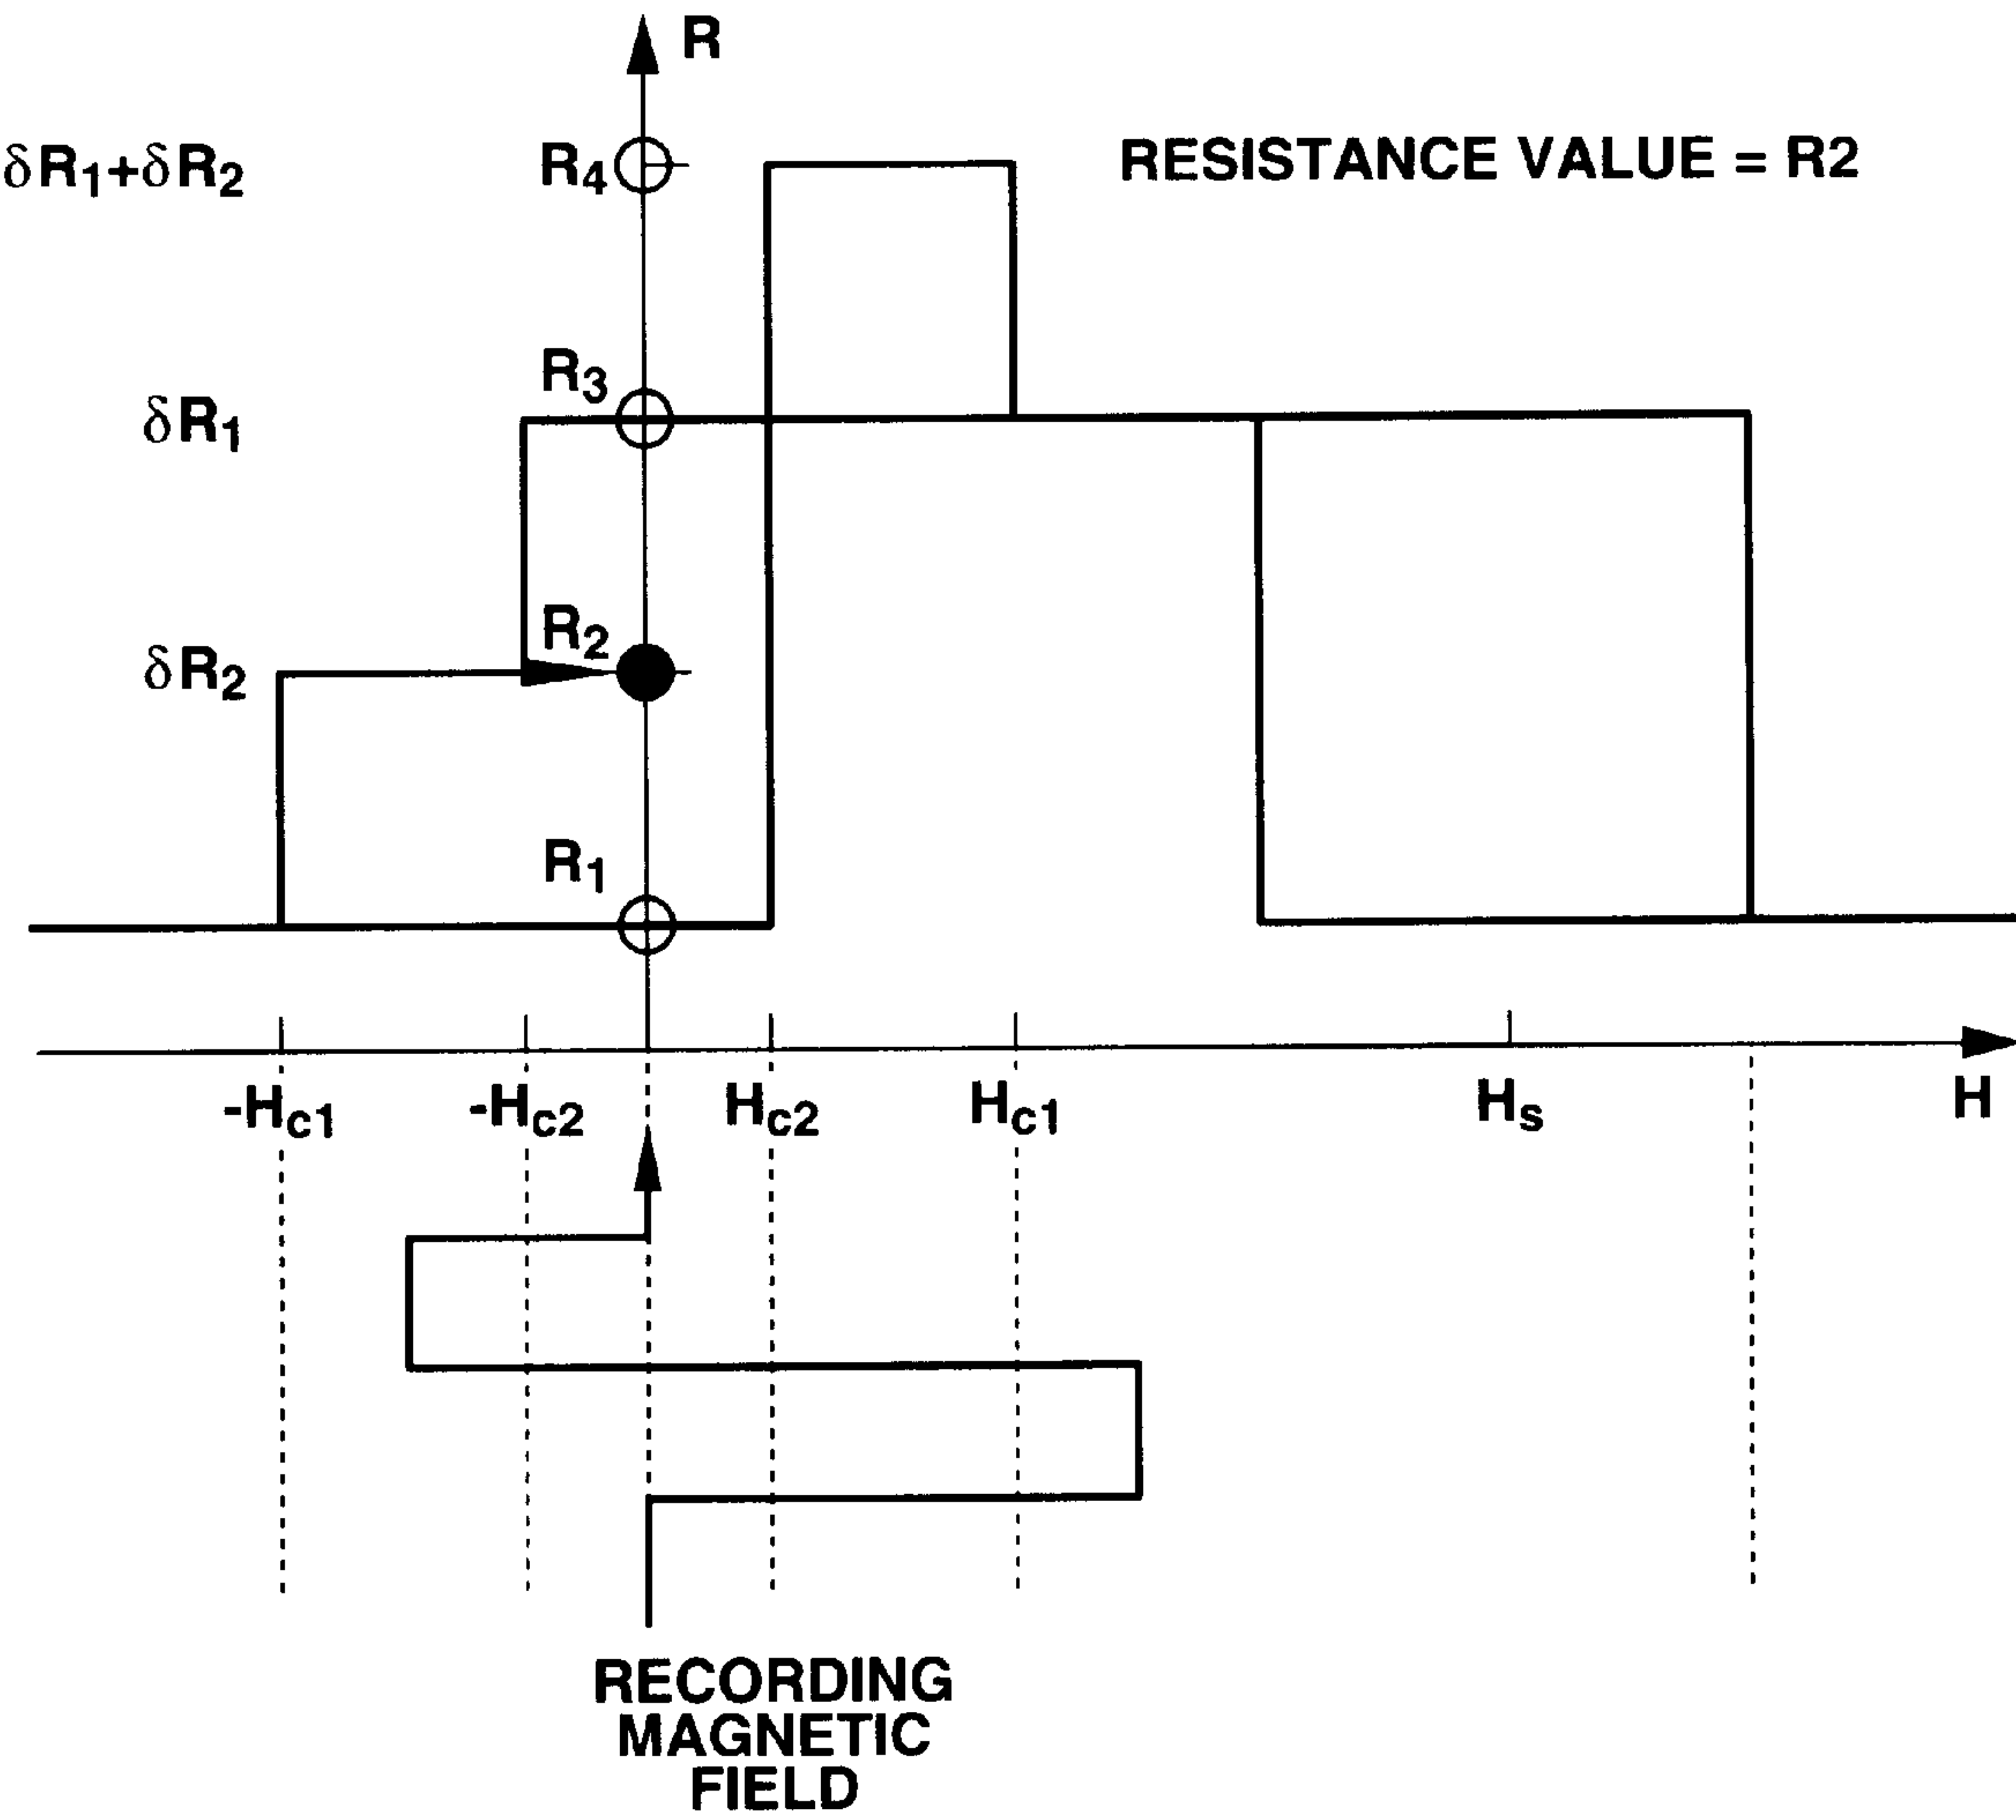 R
δR₁+δR₂
R₄
RESISTANCE VALUE = R2
R₃
δR₁
R₂
δR₂
R₁
-Hc1
-Hc2
Hc2
Hc1
Hs
H
RECORDING
MAGNETIC
FIELD